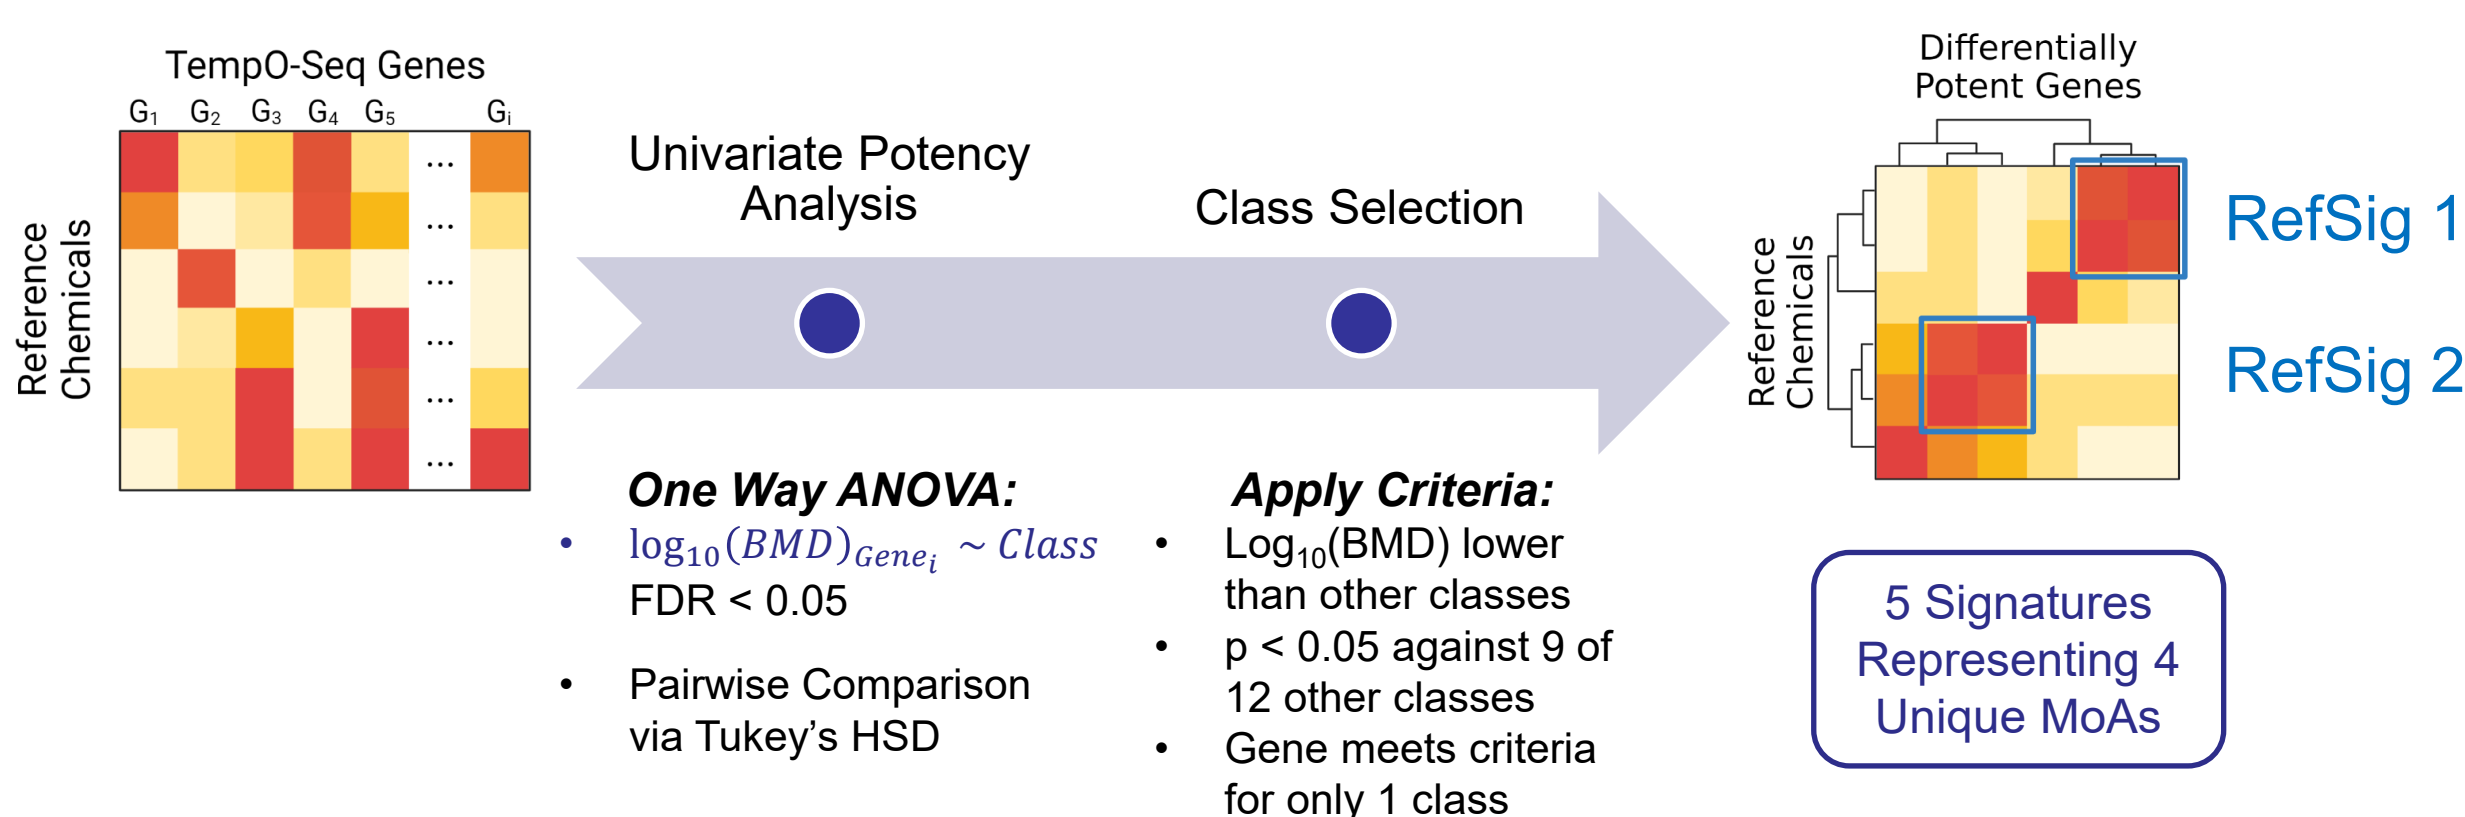 TempO-Seq Genes
G₁ G₂ G₃ G₄ G₅ Gᵢ
... 
...
...
...
...
...
Reference
Chemicals
Univariate Potency
Analysis
One Way ANOVA:
• log₁₀(BMD)_Geneᵢ ~ Class
FDR < 0.05
• Pairwise Comparison
via Tukey’s HSD
Class Selection
Apply Criteria:
• Log₁₀(BMD) lower
than other classes
• p < 0.05 against 9 of
12 other classes
• Gene meets criteria
for only 1 class
Differentially
Potent Genes
Reference
Chemicals
RefSig 1
RefSig 2
5 Signatures
Representing 4
Unique MoAs